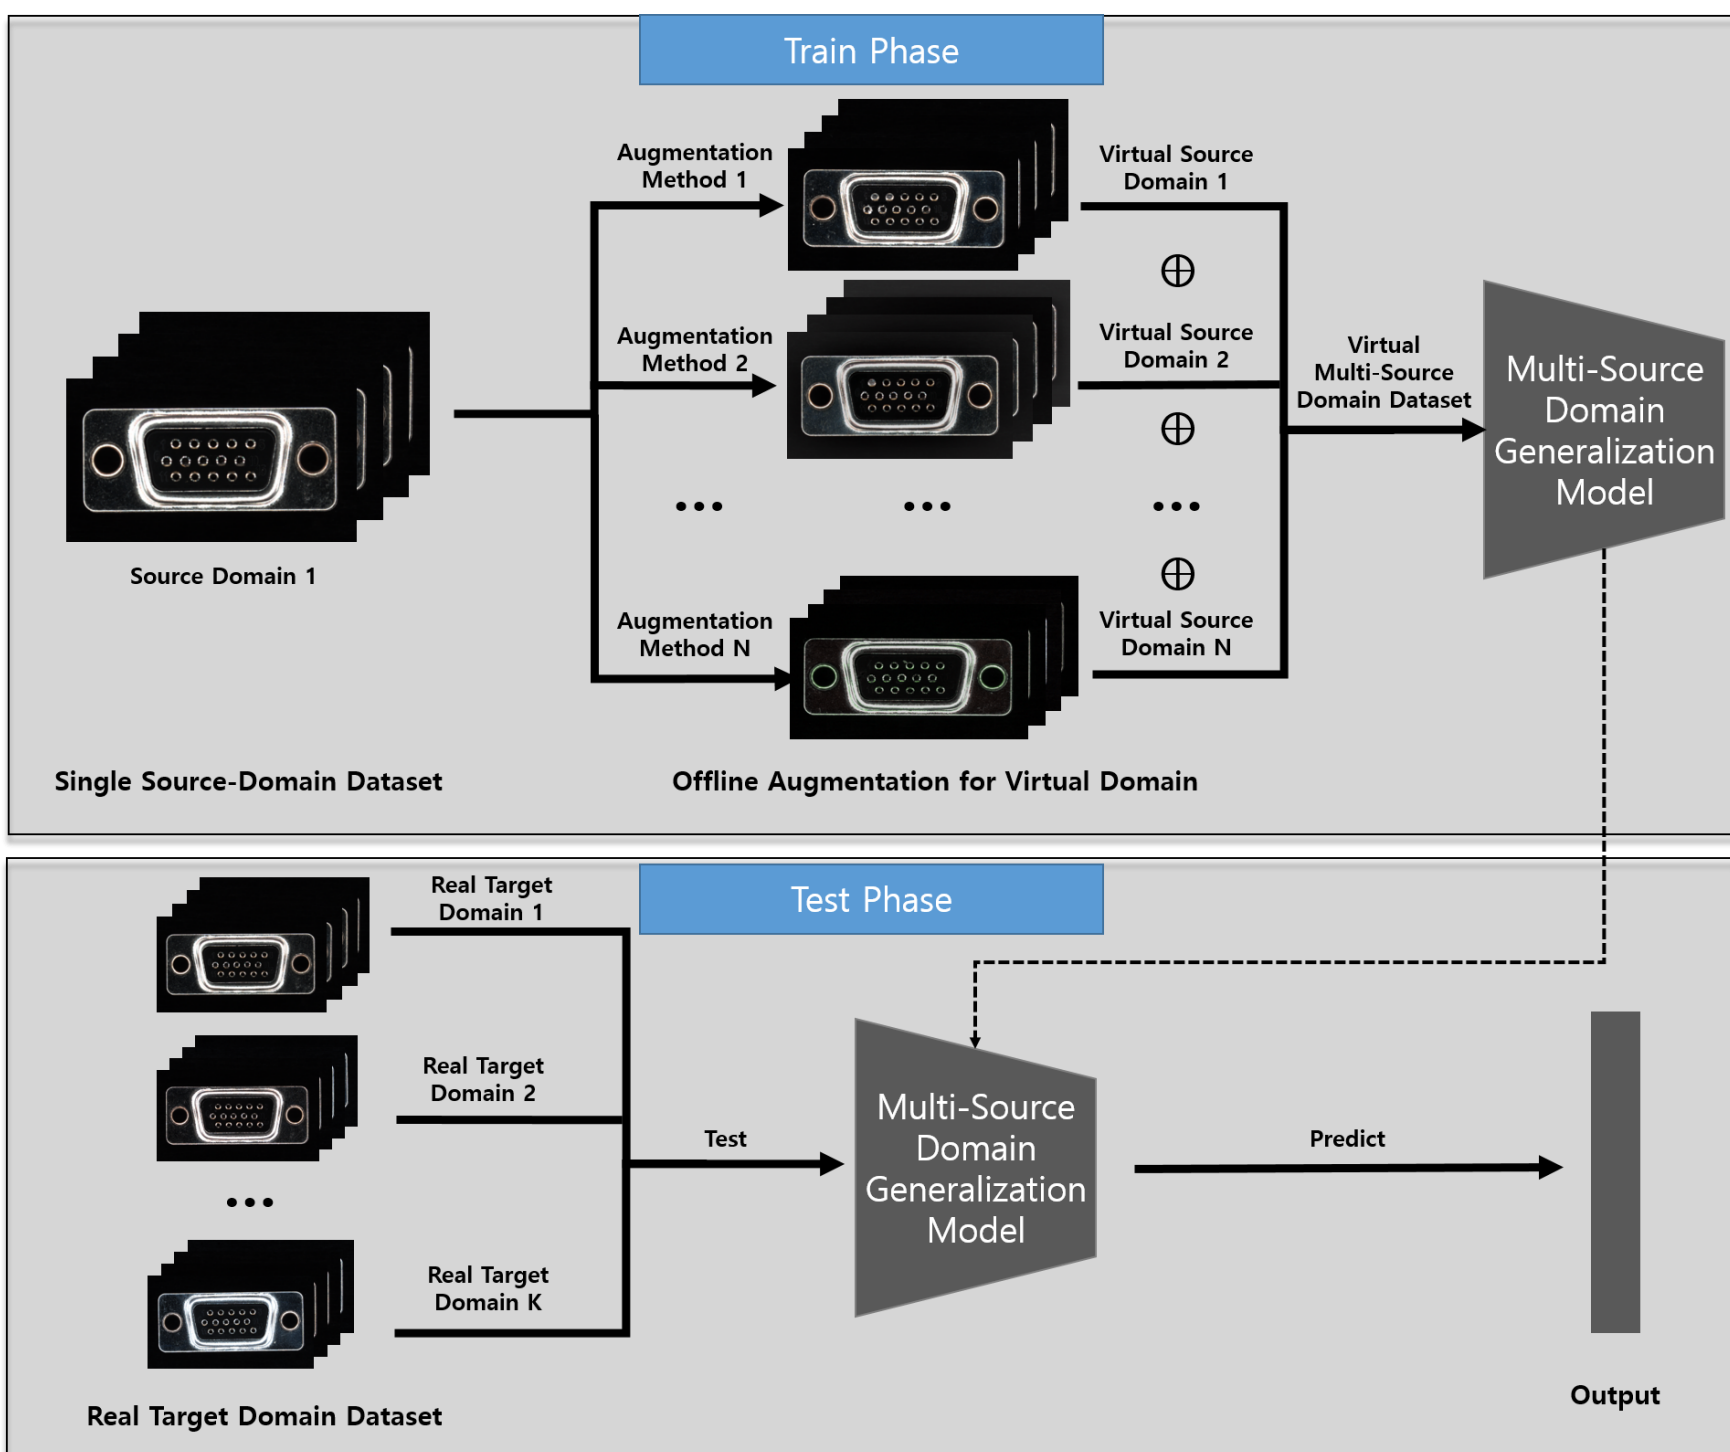 Train Phase
Augmentation
Method 1
Virtual Source
Domain 1
Augmentation
Method 2
Virtual Source
Domain 2
Virtual
Multi-Source
Domain Dataset
Multi-Source
Domain
Generalization
Model
...
...
...
Source Domain 1
Augmentation
Method N
Virtual Source
Domain N
Single Source-Domain Dataset
Offline Augmentation for Virtual Domain
Test Phase
Real Target
Domain 1
Real Target
Domain 2
...
Real Target
Domain K
Test
Multi-Source
Domain
Generalization
Model
Predict
Real Target Domain Dataset
Output